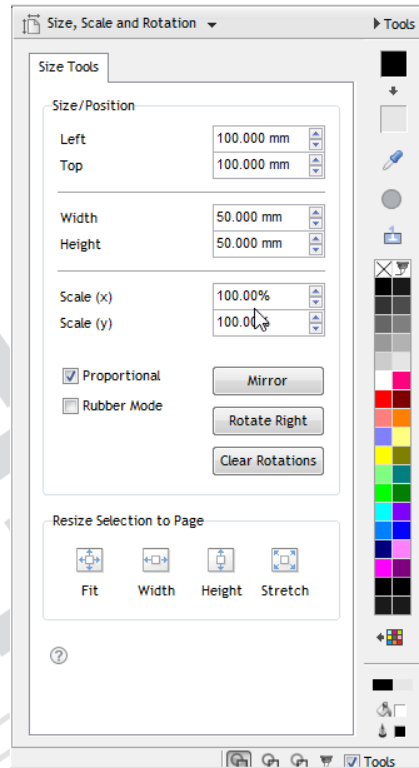 Size, Scale and Rotation
Tools
Size Tools
Size/Position
Left 100.000 mm
Top 100.000 mm
Width 50.000 mm
Height 50.000 mm
Scale (x) 100.00%
Scale (y) 100.00%
Proportional Mirror
Rubber Mode
Rotate Right
Clear Rotations
Resize Selection to Page
Fit Width Height Stretch
?
Tools